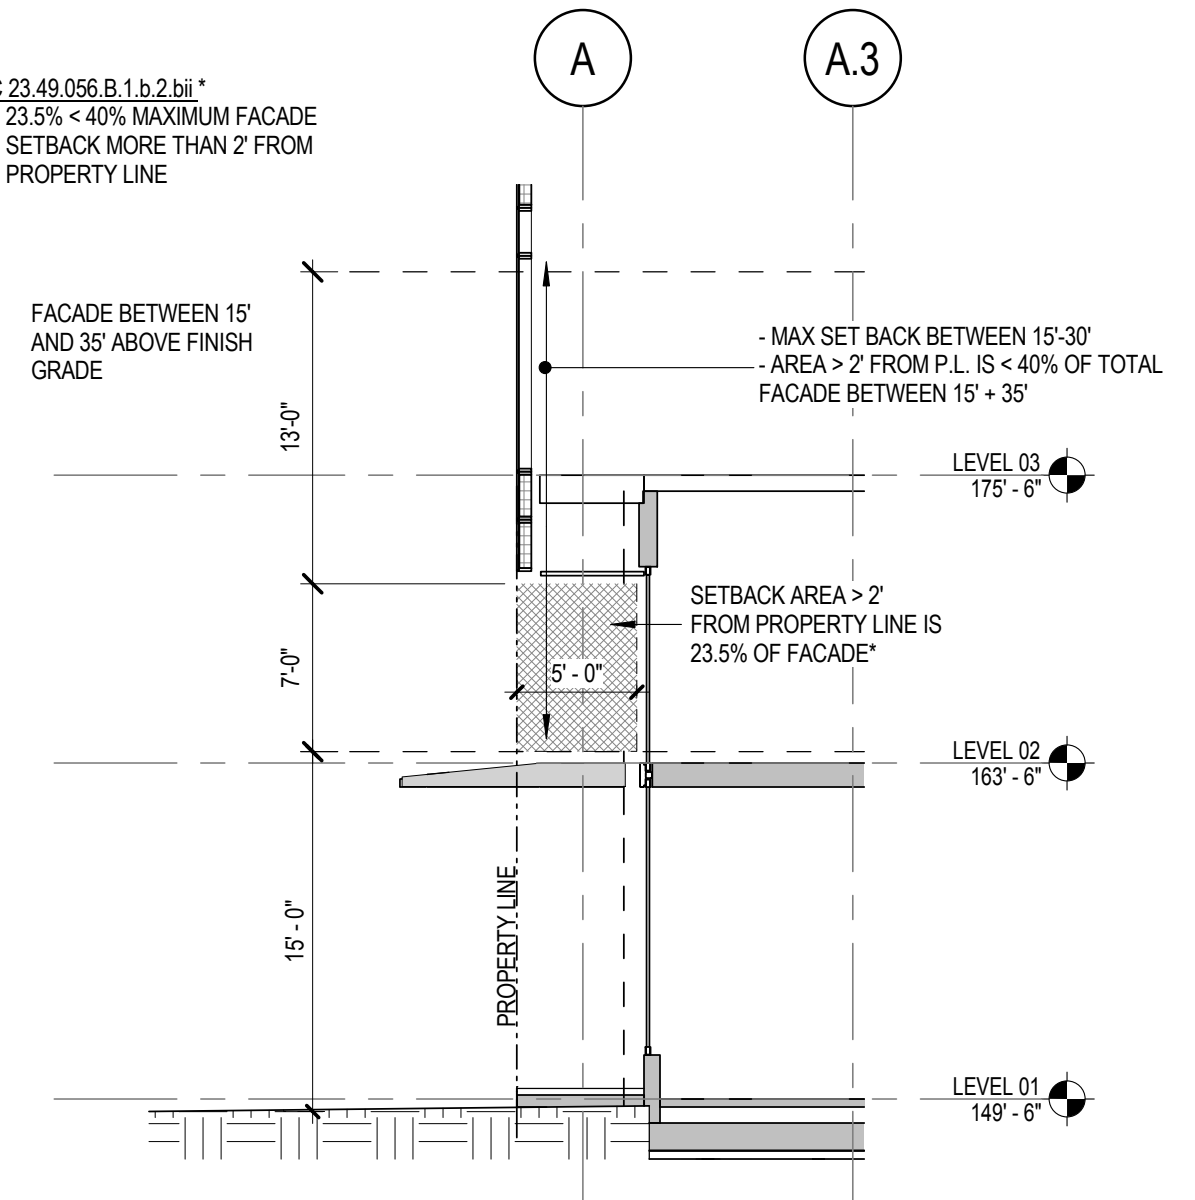 A
A.3
23.49.056.B.1.b.2.bii *
23.5% < 40% MAXIMUM FACADE
SETBACK MORE THAN 2' FROM
PROPERTY LINE
FACADE BETWEEN 15'
AND 35' ABOVE FINISH
GRADE
- MAX SET BACK BETWEEN 15'-30'
- AREA > 2' FROM P.L. IS < 40% OF TOTAL
FACADE BETWEEN 15' + 35'
13'-0"
LEVEL 03
175' - 6"
SETBACK AREA > 2'
FROM PROPERTY LINE IS
23.5% OF FACADE*
7'-0"
5' - 0"
LEVEL 02
163' - 6"
PROPERTY LINE
15' - 0"
LEVEL 01
149' - 6"